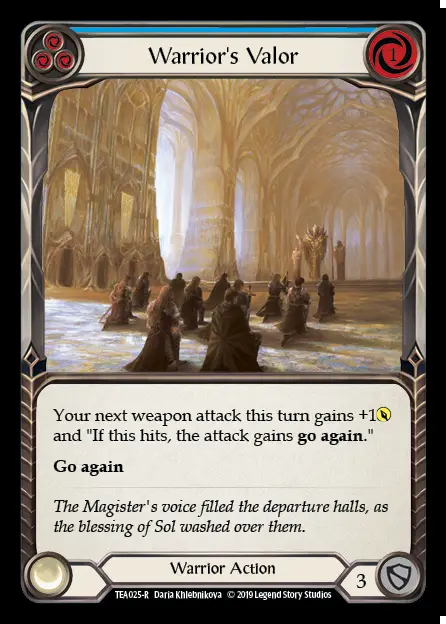 Warrior's Valor
1
Your next weapon attack this turn gains +1
and "If this hits, the attack gains go again."
Go again
The Magister's voice filled the departure halls, as
the blessing of Sol washed over them.
Warrior Action
3
TEA025-R Daria Khlebnikova © 2019 Legend Story Studios